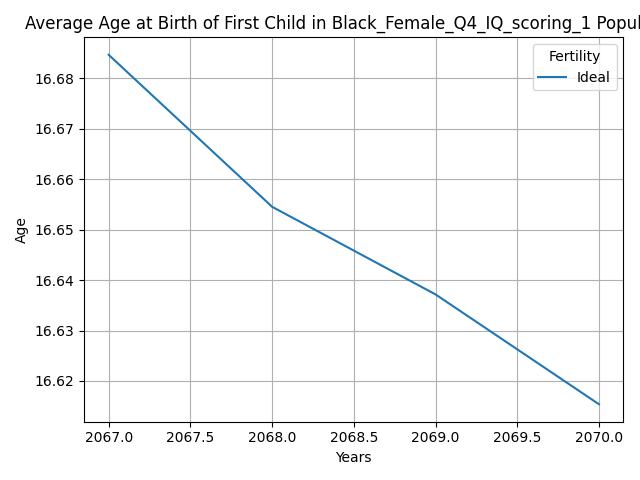 Average Age at Birth of First Child in Black_Female_Q4_IQ_scoring_1 Popul
Fertility
Ideal
16.68
16.67
16.66
16.65
16.64
16.63
16.62
Age
2067.0 2067.5 2068.0 2068.5 2069.0 2069.5 2070.0
Years